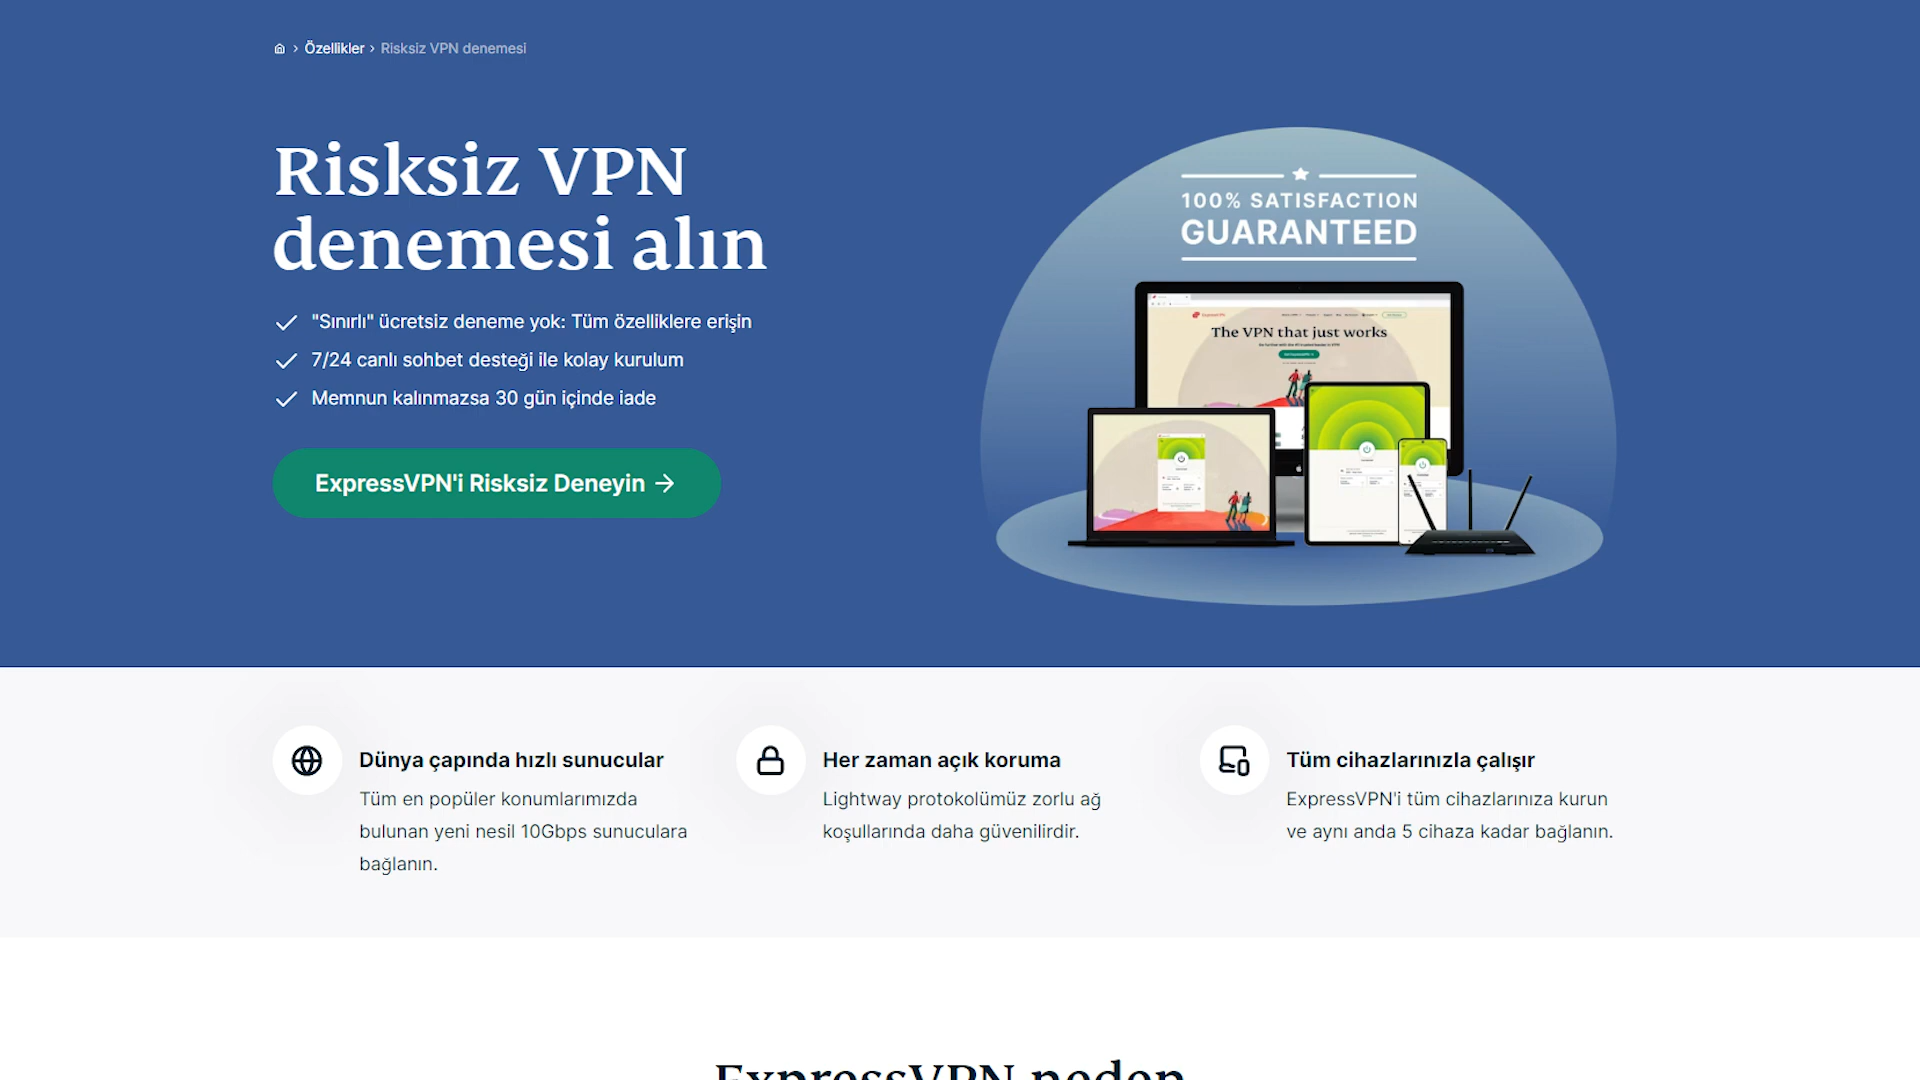 Özellikler
Risksiz VPN denemesi
Risksiz VPN
denemesi alın
"Sınırlı" ücretsiz deneme yok: Tüm özelliklere erişin
7/24 canlı sohbet desteği ile kolay kurulum
Memnun kalınmazsa 30 gün içinde iade
ExpressVPN'i Risksiz Deneyin
100% SATISFACTION
GUARANTEED
The VPN that just works
Dünya çapında hızlı sunucular
Tüm en popüler konumlarımızda
bulunan yeni nesil 10Gbps sunuculara
bağlanın.
Her zaman açık koruma
Lightway protokolümüz zorlu ağ
koşullarında daha güvenilirdir.
Tüm cihazlarınızla çalışır
ExpressVPN'i tüm cihazlarınıza kurun
ve aynı anda 5 cihaza kadar bağlanın.
ExpressVPN neden